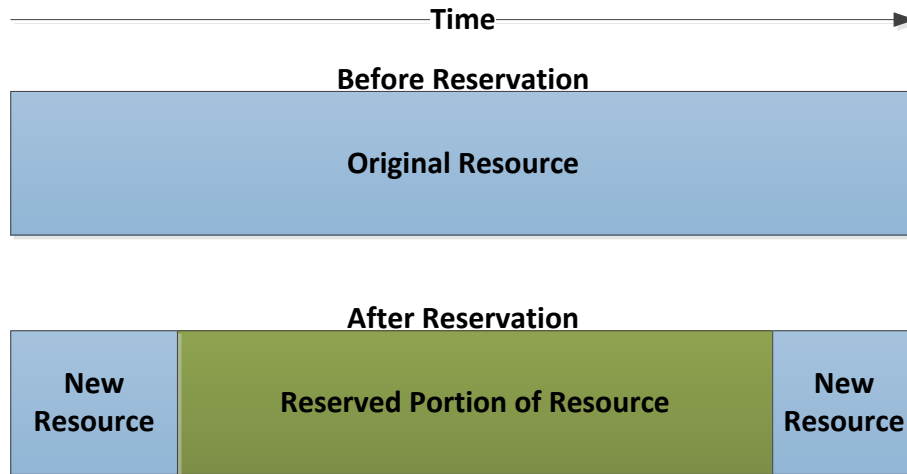 Time
Before Reservation
Original Resource
After Reservation
New
Resource
Reserved Portion of Resource
New
Resource